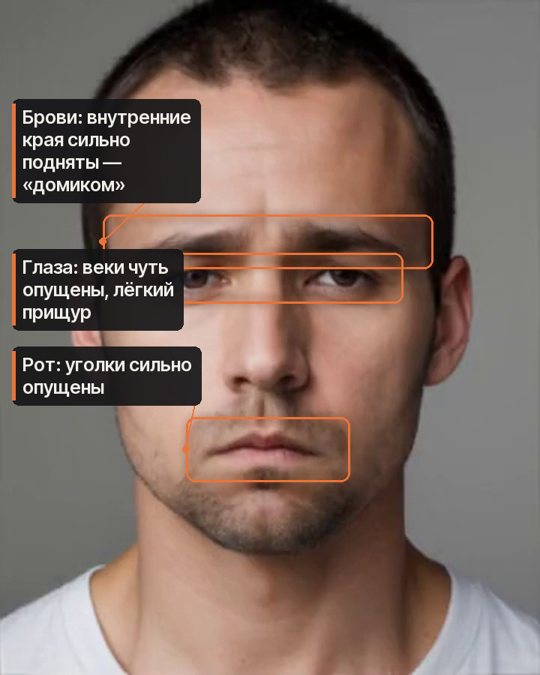 Брови: внутренние
края сильно
подняты —
«домиком»
Глаза: веки чуть
опущены, лёгкий
прищур
Рот: уголки сильно
опущены